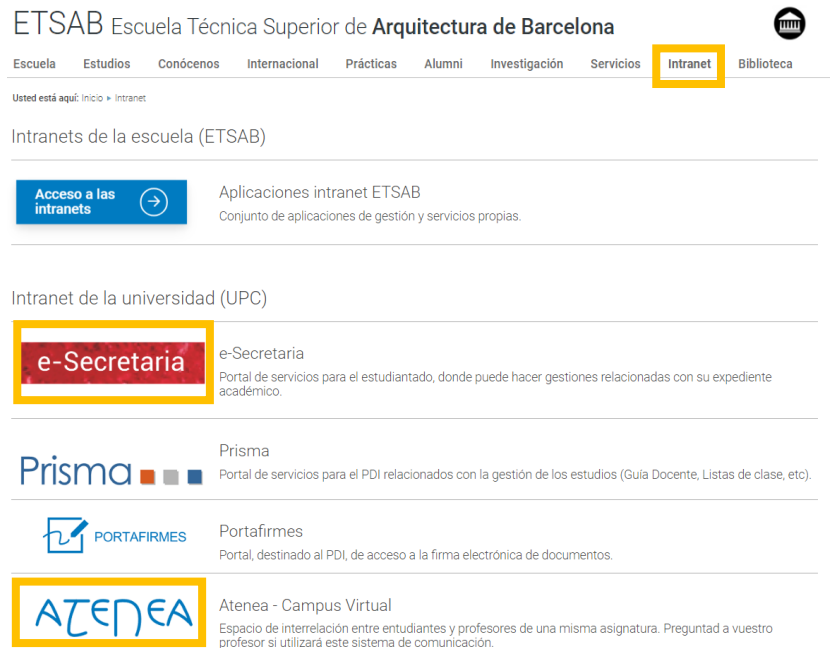 ETSAB Escuela Técnica Superior de Arquitectura de Barcelona
Escuela Estudios Conócenos Internacional Prácticas Alumni Investigación Servicios Intranet Biblioteca
Usted está aquí: Inicio ▸ Intranet
Intranets de la escuela (ETSAB)
Acceso a las
intranets
Aplicaciones intranet ETSAB
Conjunto de aplicaciones de gestión y servicios propias.
Intranet de la universidad (UPC)
e-Secretaria
e-Secretaria
Portal de servicios para el estudiantado, donde puede hacer gestiones relacionadas con su expediente
académico.
Prisma
Prisma
Portal de servicios para el PDI relacionados con la gestión de los estudios (Guía Docente, Listas de clase, etc).
PORTAFIRMES
Portafirmes
Portal, destinado al PDI, de acceso a la firma electrónica de documentos.
ATENEA
Atenea - Campus Virtual
Espacio de interrelación entre entudiantes y profesores de una misma asignatura. Preguntad a vuestro
profesor si utilizará este sistema de comunicación.